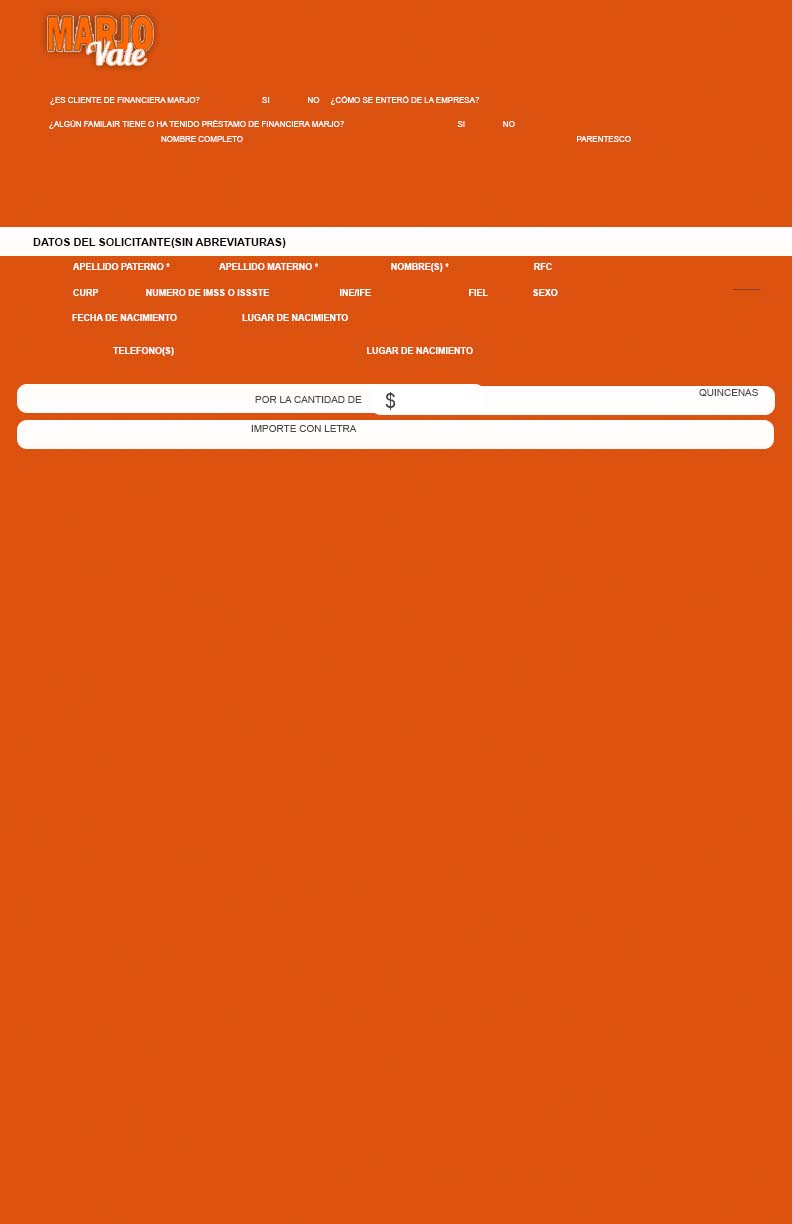 MARJO
Vale
¿ES CLIENTE DE FINANCIERA MARJO? SI NO ¿CÓMO SE ENTERÓ DE LA EMPRESA?
¿ALGÚN FAMILAIR TIENE O HA TENIDO PRÉSTAMO DE FINANCIERA MARJO? SI NO
NOMBRE COMPLETO PARENTESCO
DATOS DEL SOLICITANTE(SIN ABREVIATURAS)
APELLIDO PATERNO * APELLIDO MATERNO * NOMBRE(S) * RFC
CURP NUMERO DE IMSS O ISSSTE INE/IFE FIEL SEXO
FECHA DE NACIMIENTO LUGAR DE NACIMIENTO
TELEFONO(S) LUGAR DE NACIMIENTO
POR LA CANTIDAD DE $ QUINCENAS
IMPORTE CON LETRA